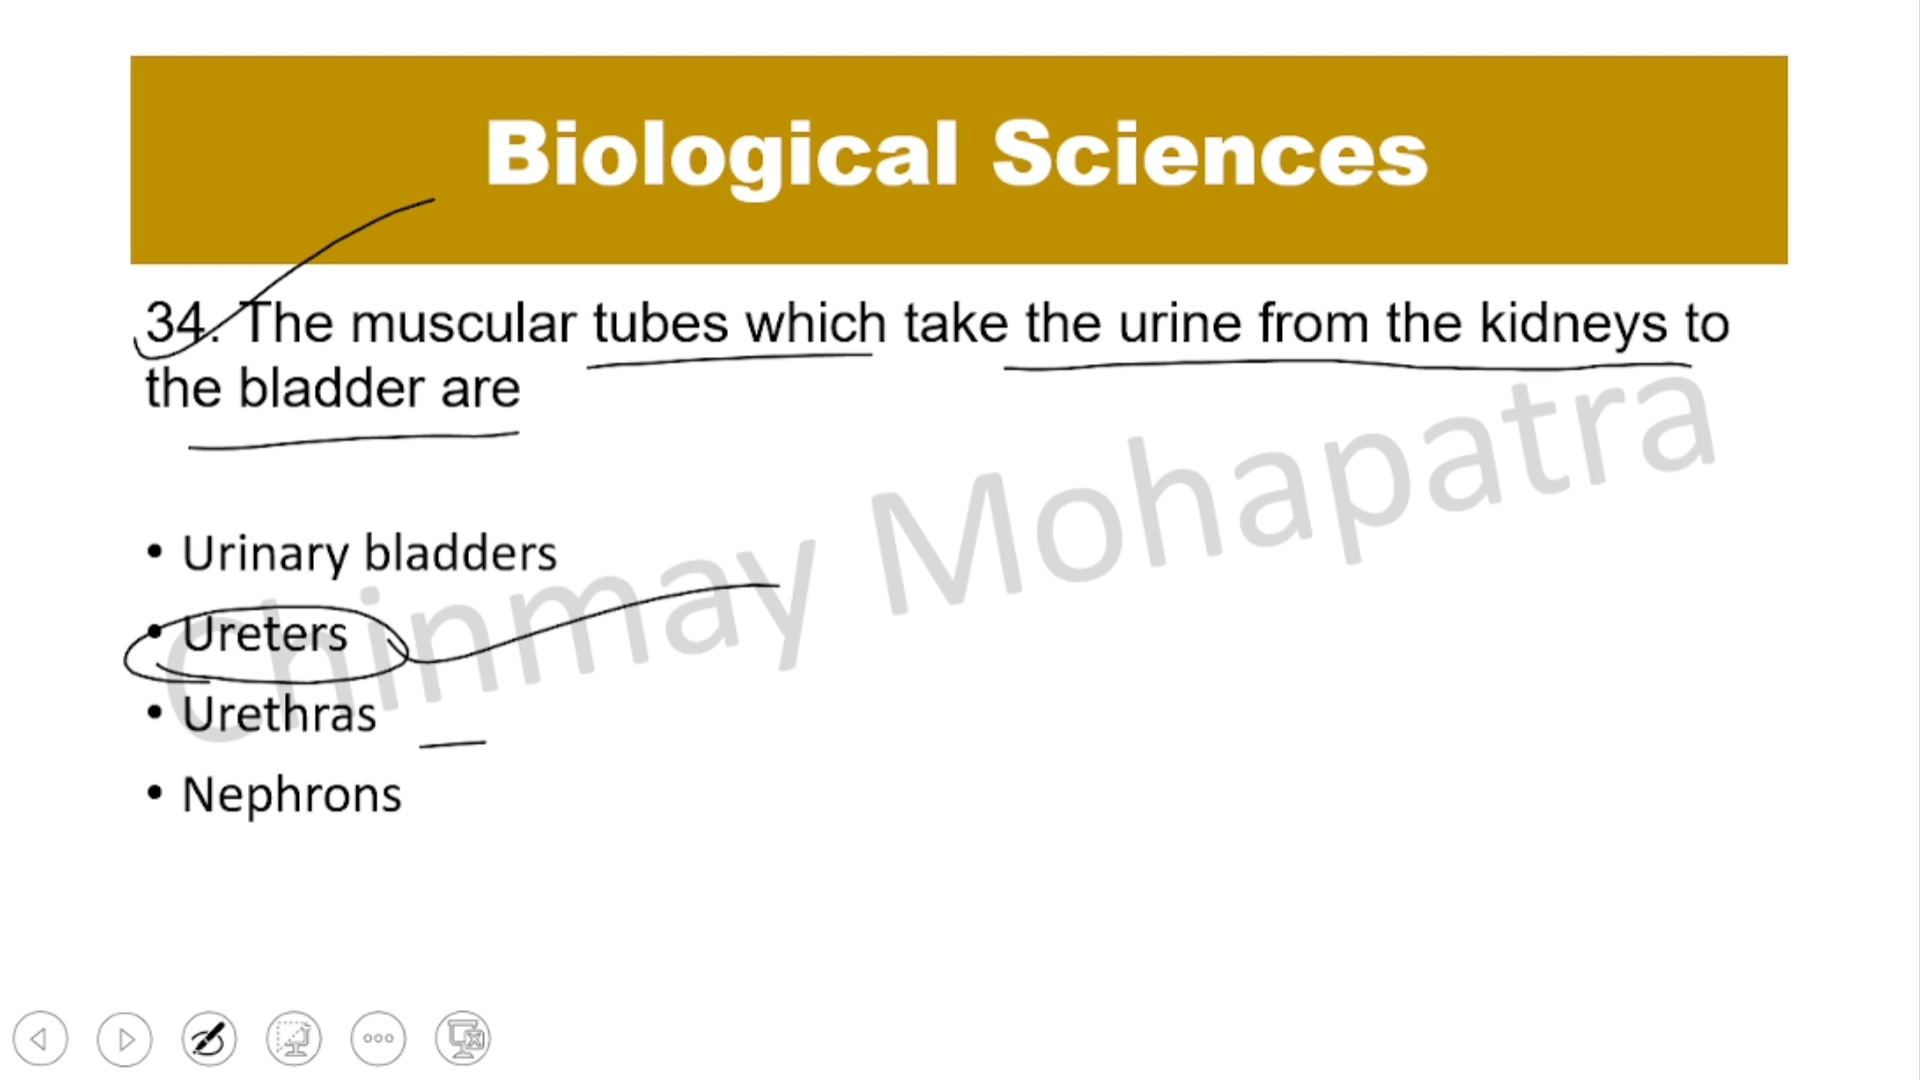 Biological Sciences
34. The muscular tubes which take the urine from the kidneys to
the bladder are
• Urinary bladders
• Ureters
• Urethras
• Nephrons
Chinmay Mohapatra